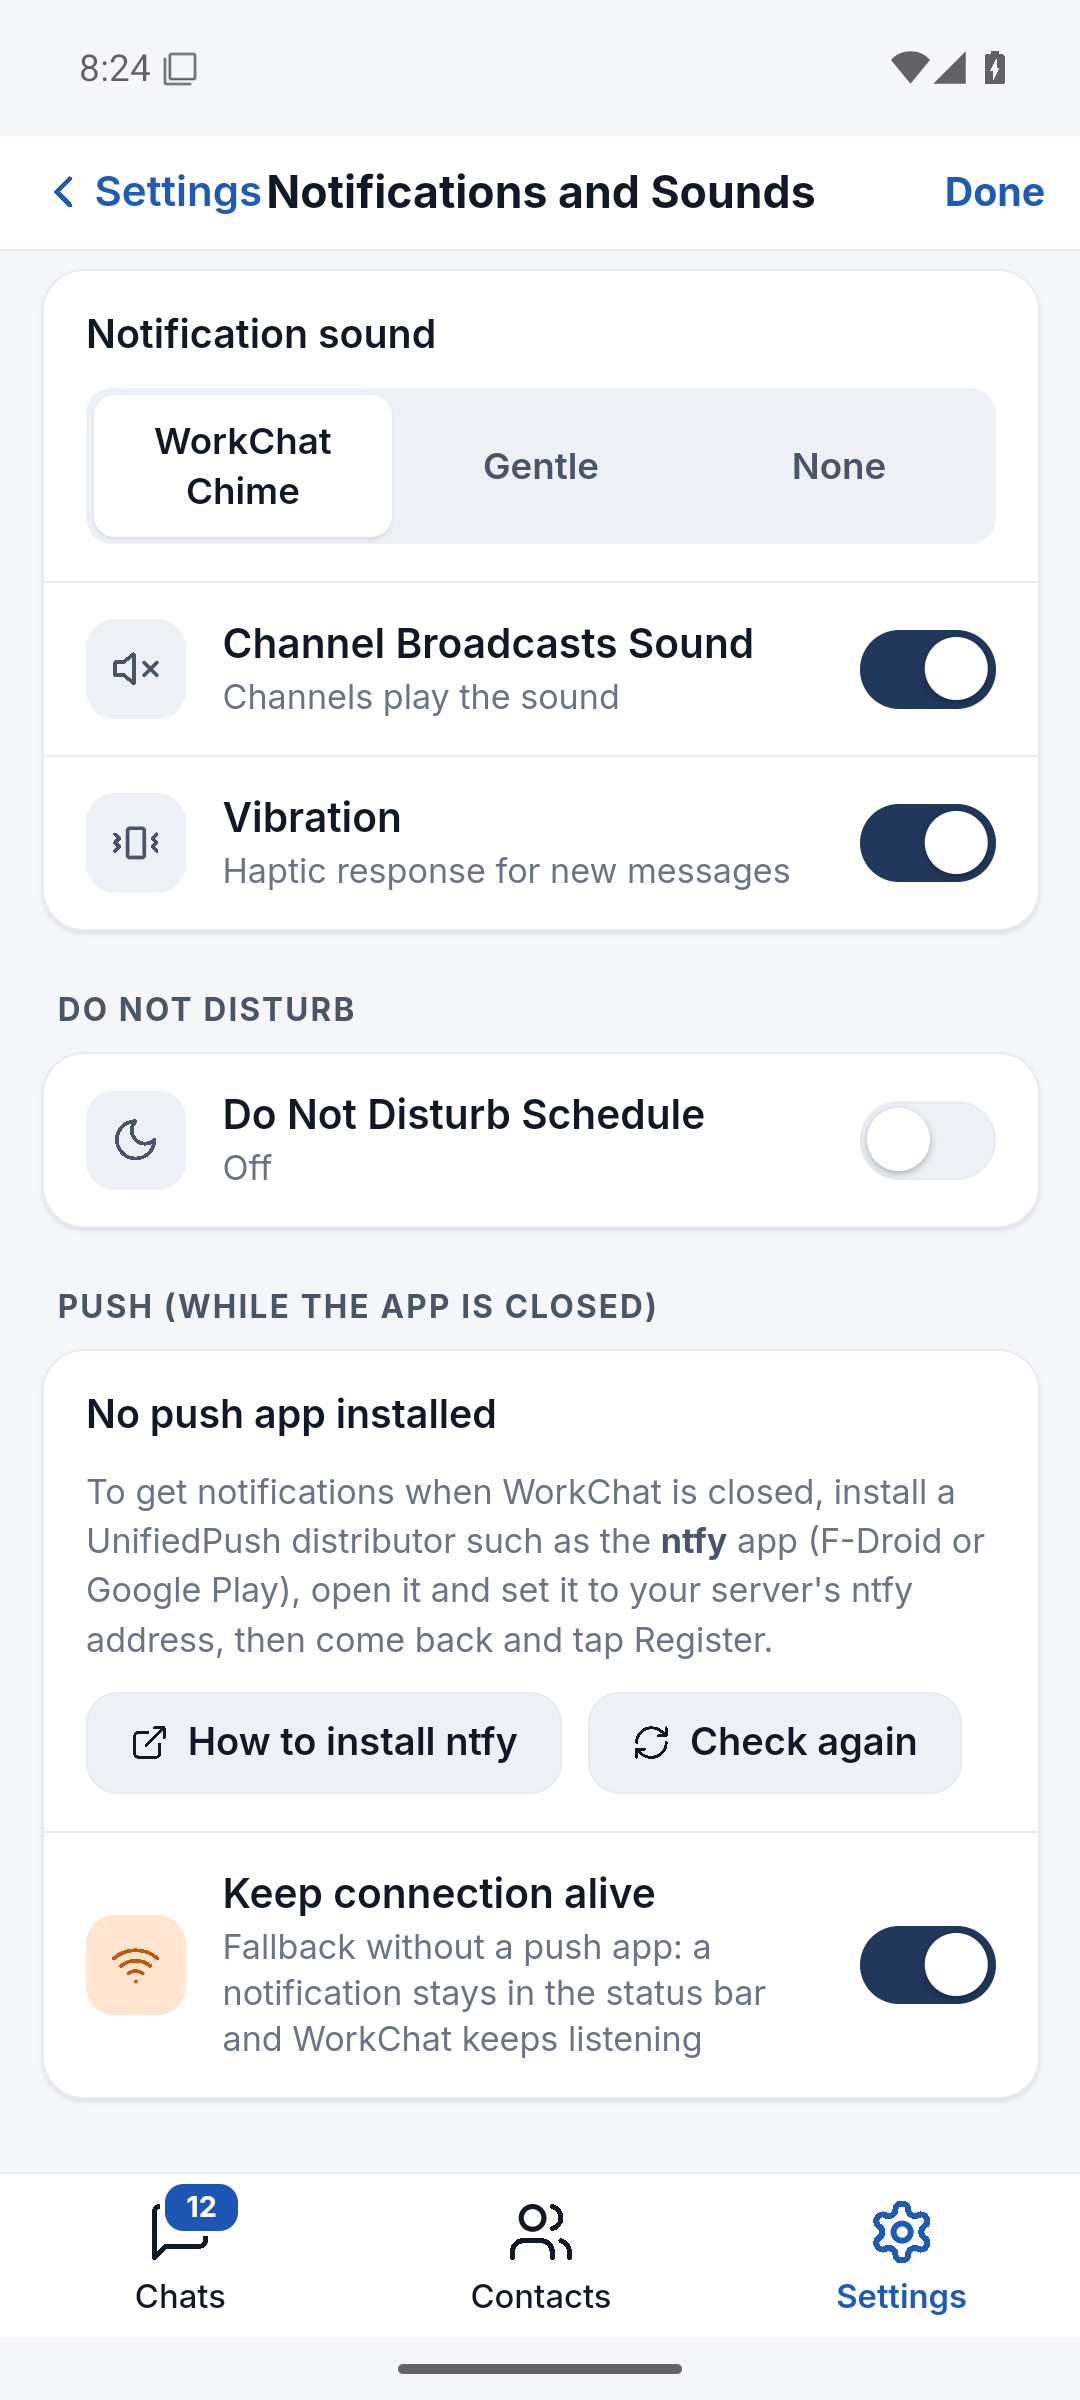 8:24
Settings
Notifications and Sounds
Done
Notification sound
WorkChat
Chime
Gentle
None
Channel Broadcasts Sound
Channels play the sound
Vibration
Haptic response for new messages
DO NOT DISTURB
Do Not Disturb Schedule
Off
PUSH (WHILE THE APP IS CLOSED)
No push app installed
To get notifications when WorkChat is closed, install a
UnifiedPush distributor such as the ntfy app (F-Droid or
Google Play), open it and set it to your server's ntfy
address, then come back and tap Register.
How to install ntfy
Check again
Keep connection alive
Fallback without a push app: a
notification stays in the status bar
and WorkChat keeps listening
12
Chats
Contacts
Settings